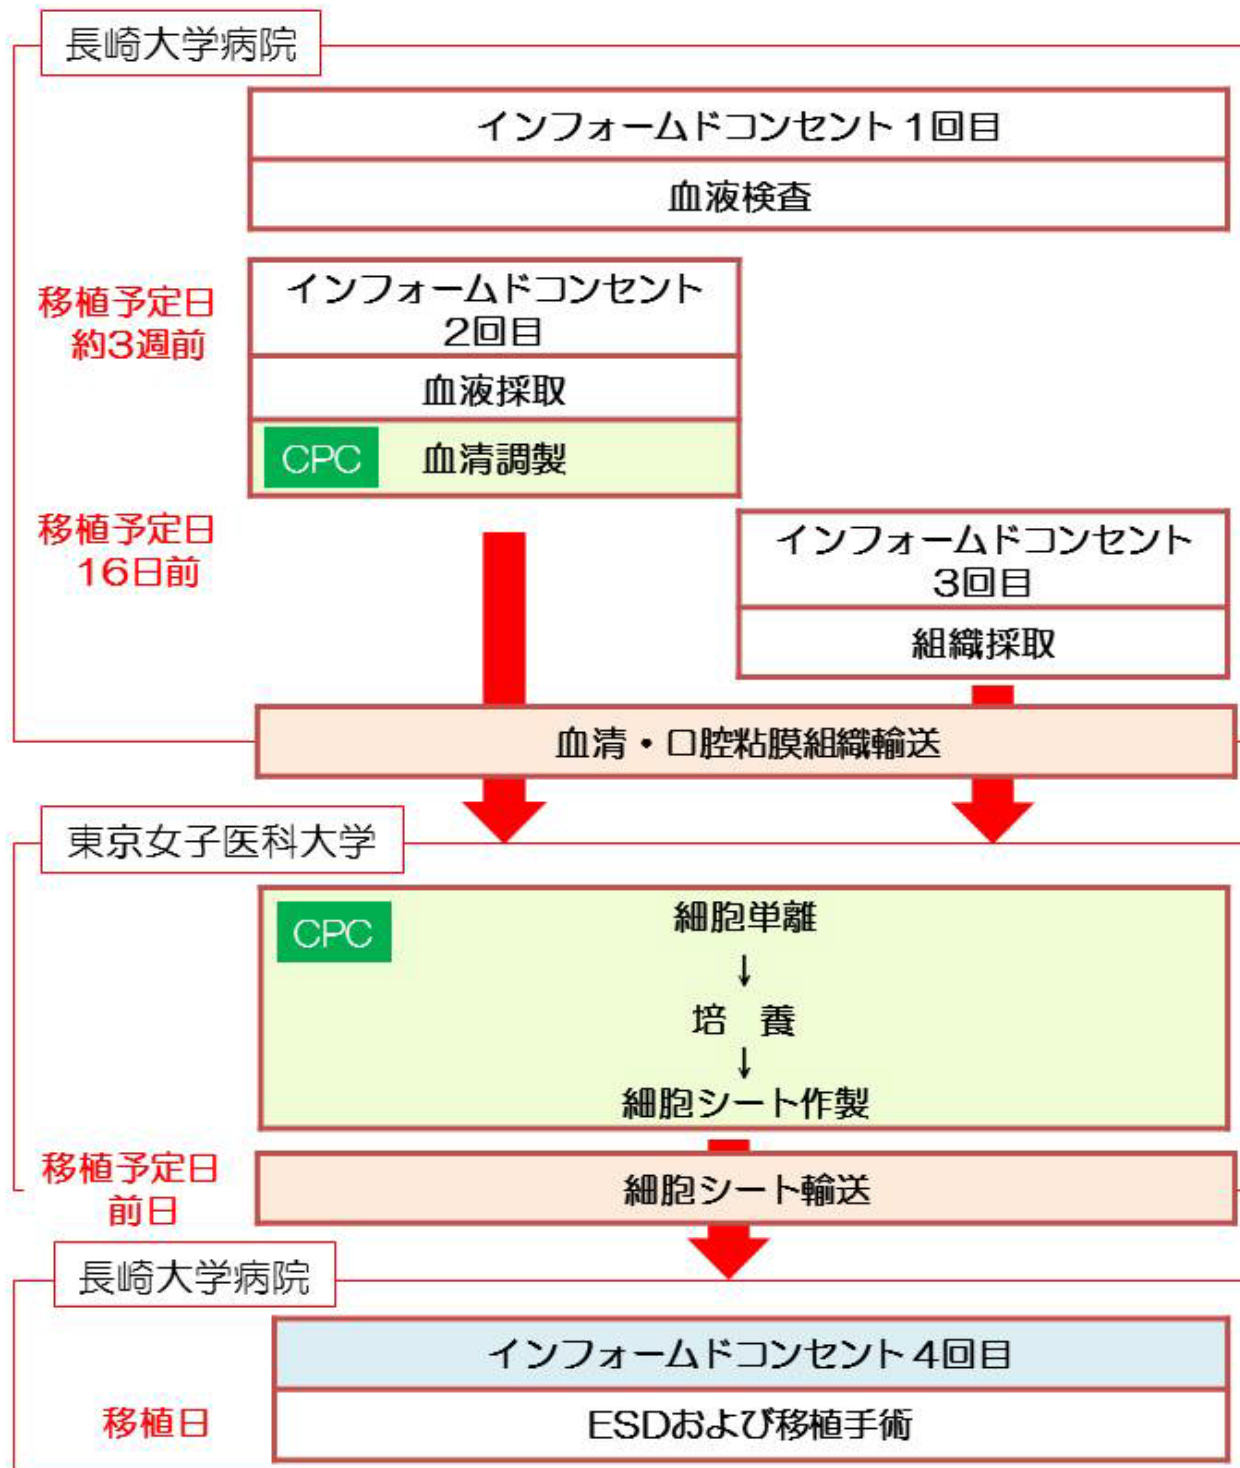 長崎大学病院
インフォームドコンセント1回目
血液検査
移植予定日
約3週前
インフォームドコンセント
2回目
血液採取
CPC 血清調製
移植予定日
16日前
インフォームドコンセント
3回目
組織採取
血清・口腔粘膜組織輸送
東京女子医科大学
CPC
細胞単離
↓
培 養
↓
細胞シート作製
移植予定日
前日
細胞シート輸送
長崎大学病院
インフォームドコンセント4回目
移植日
ESDおよび移植手術